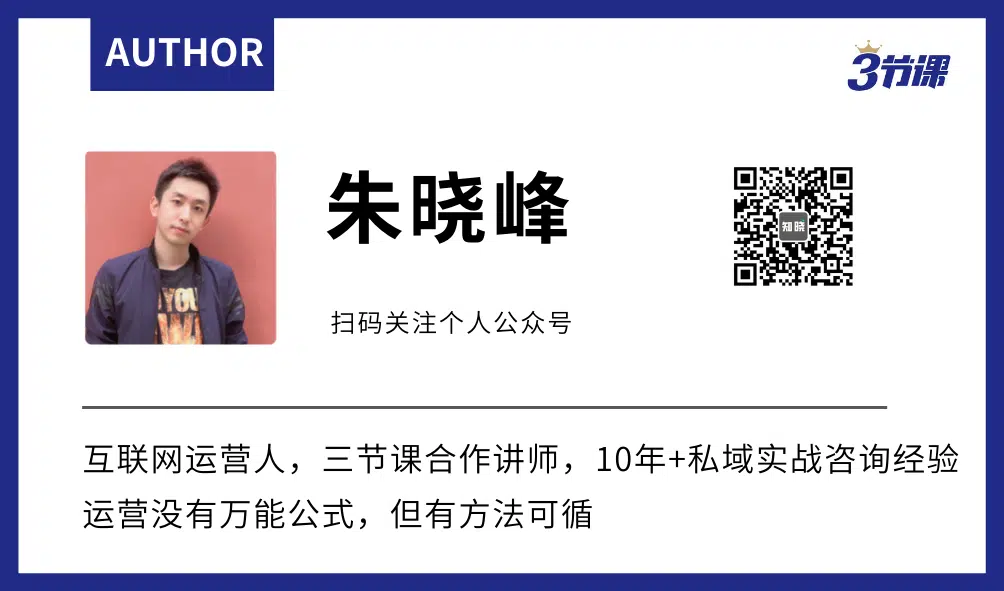 AUTHOR
3节课
朱晓峰
知晓
扫码关注个人公众号
互联网运营人，三节课合作讲师，10年+私域实战咨询经验
运营没有万能公式，但有方法可循